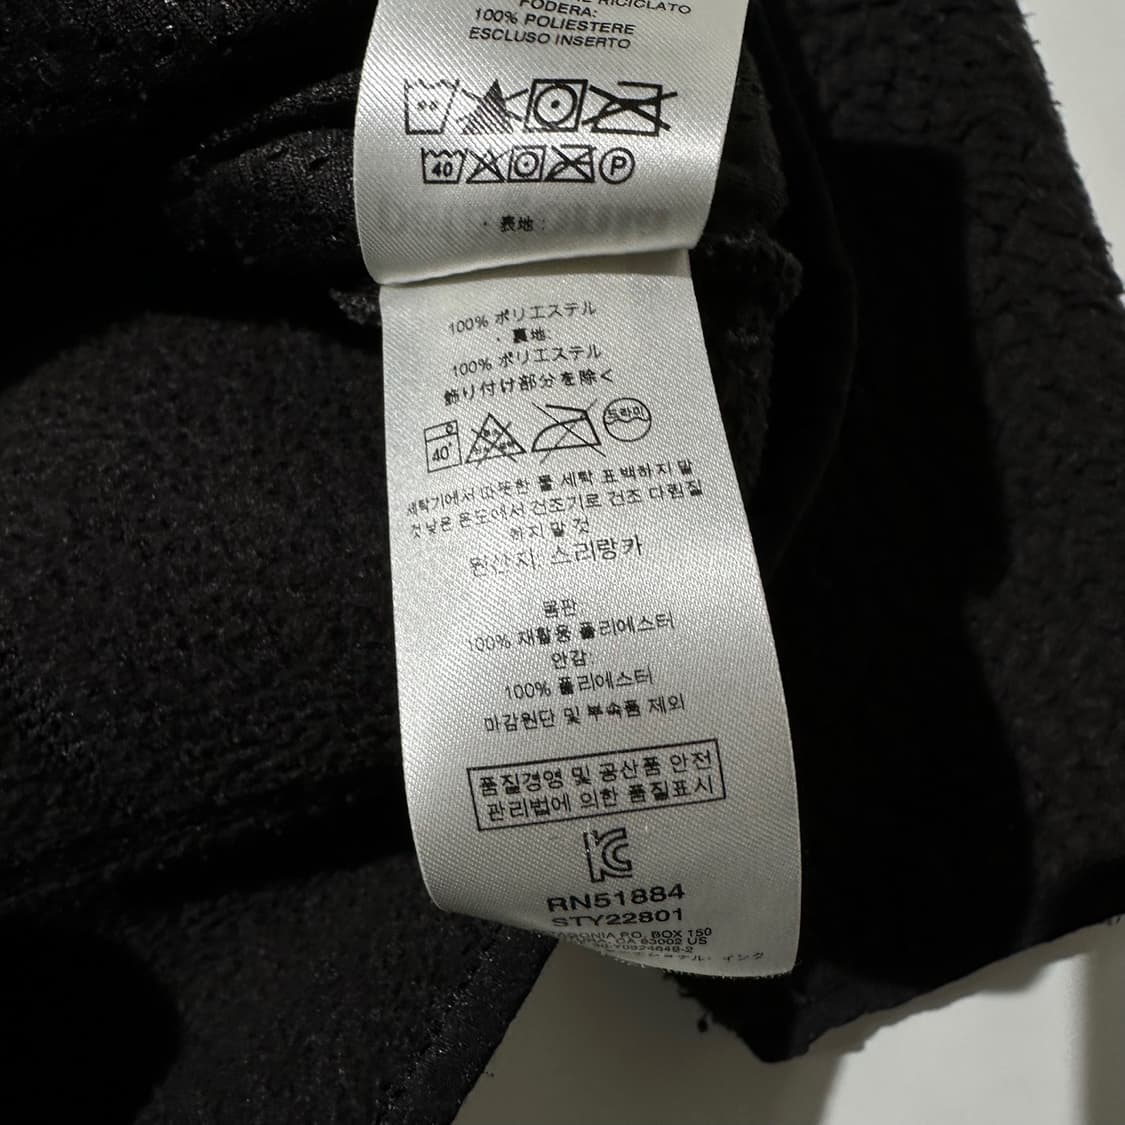 RICICLATO
FODERA:
100% POLIESTERE
ESCLUSO INSERTO
40
P
・表地:
100% ポリエステル
・裏地:
100% ポリエステル
飾り付け部分を除く
40 드라이
세탁기에서 따뜻한 물 세탁 표백하지 말
것 낮은 온도에서 건조기로 건조 다림질
하지 말 것
원산지: 스리랑카
몸판
100% 재활용 폴리에스터
안감:
100% 폴리에스터
마감원단 및 부속품 제외
품질경영 및 공산품 안전
관리법에 의한 품질표시
KC
RN51884
STY22801
P.O. BOX 150
CA 93002 US